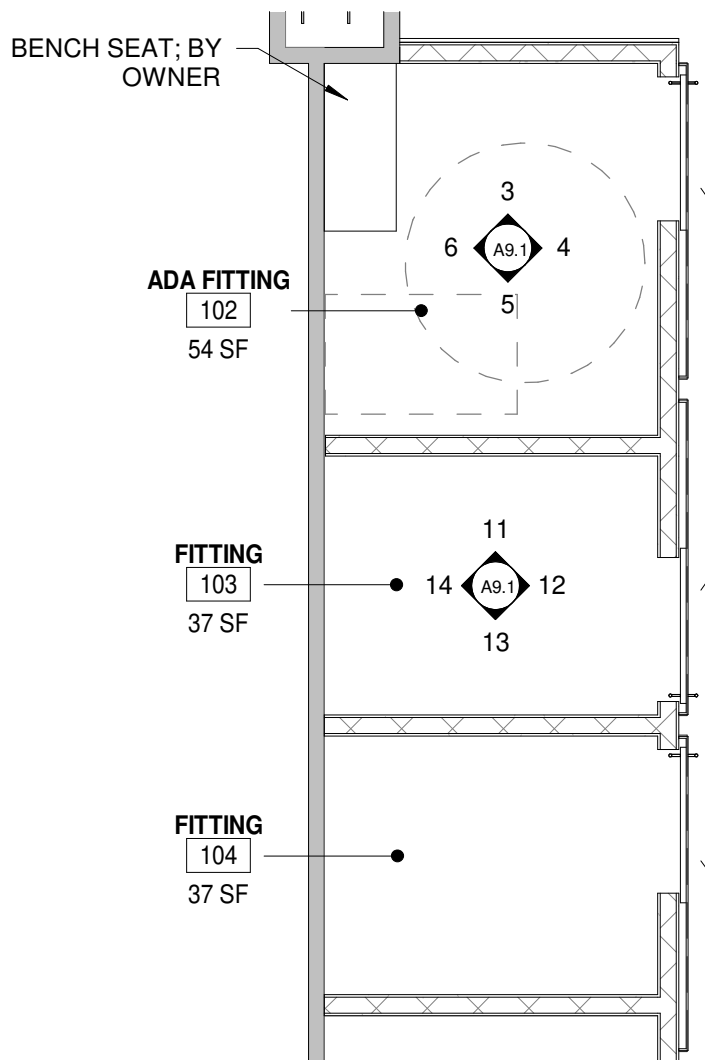 BENCH SEAT; BY
OWNER
3
6
A9.1
4
5
ADA FITTING
102
54 SF
11
14
A9.1
12
13
FITTING
103
37 SF
FITTING
104
37 SF